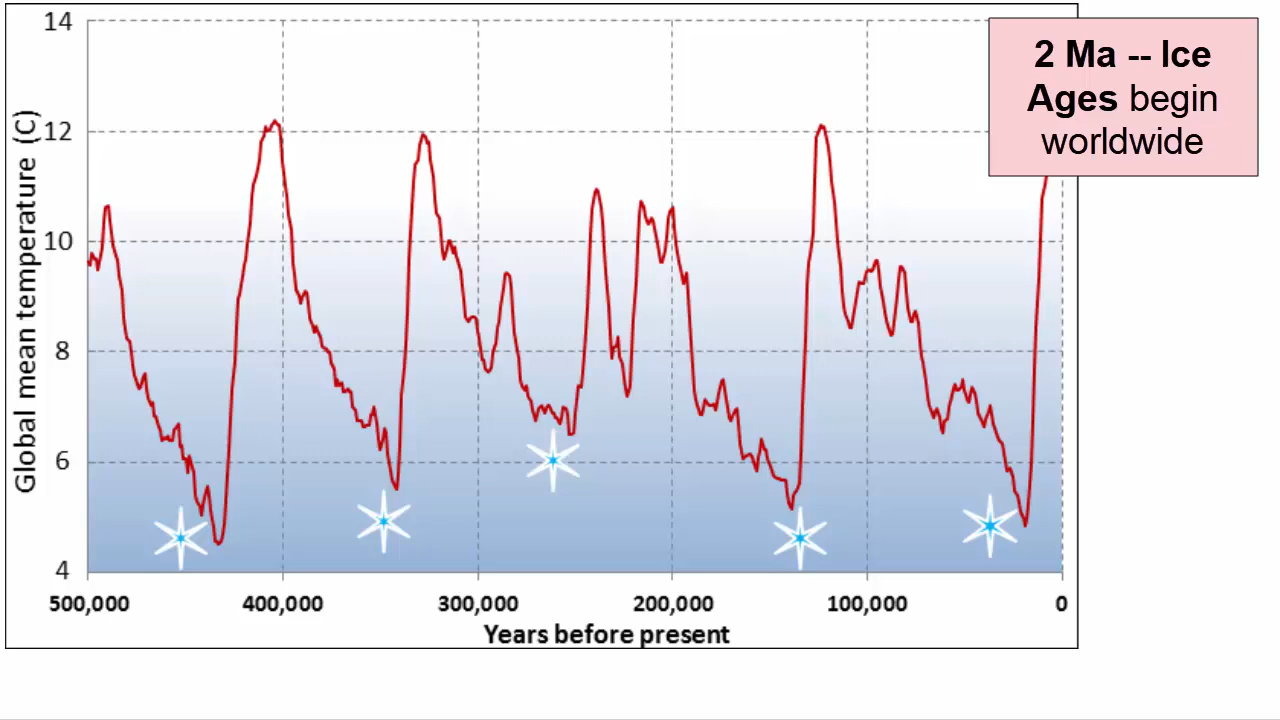 14
12
10
8
6
4
Global mean temperature (C)
500,000
400,000
300,000
200,000
100,000
0
Years before present
2 Ma -- Ice
Ages begin
worldwide